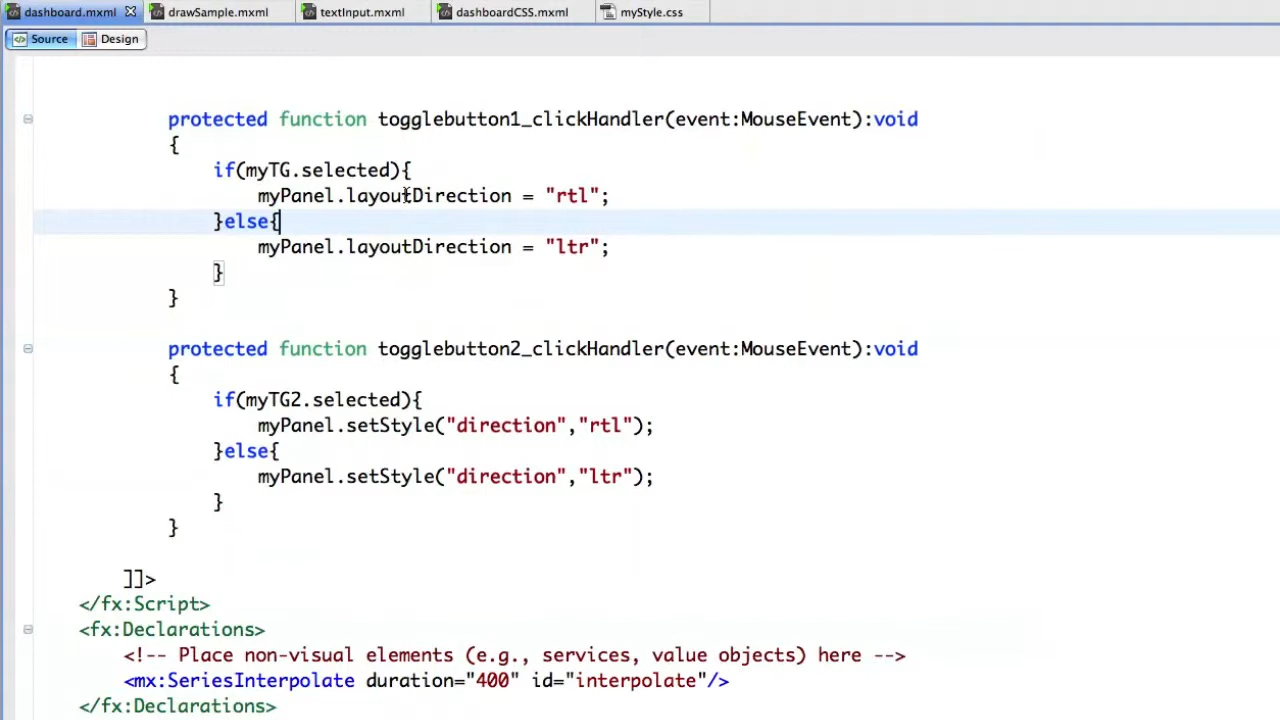 dashboard.mxml drawSample.mxml textInput.mxml dashboardCSS.mxml myStyle.css
Source Design
protected function togglebutton1_clickHandler(event:MouseEvent):void
{
if(myTG.selected){
myPanel.layoutDirection = "rtl";
}else{
myPanel.layoutDirection = "ltr";
}
}
protected function togglebutton2_clickHandler(event:MouseEvent):void
{
if(myTG2.selected){
myPanel.setStyle("direction","rtl");
}else{
myPanel.setStyle("direction","ltr");
}
}
]]>
</fx:Script>
<fx:Declarations>
<!-- Place non-visual elements (e.g., services, value objects) here -->
<mx:SeriesInterpolate duration="400" id="interpolate"/>
</fx:Declarations>